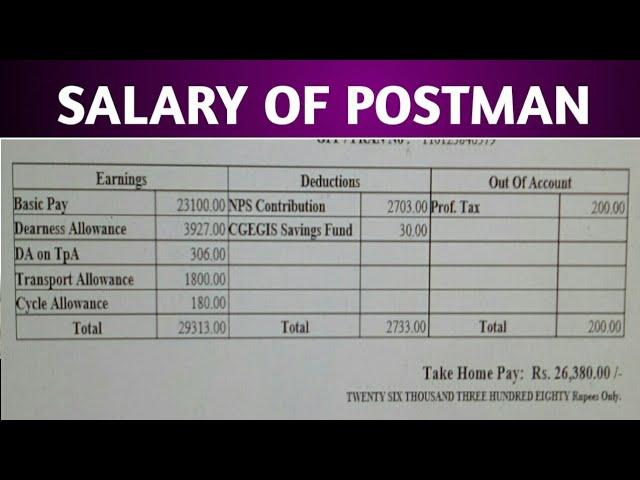 SALARY OF POSTMAN
Earnings Deductions Out Of Account
Basic Pay 23100.00 NPS Contribution 2703.00 Prof. Tax 200.00
Dearness Allowance 3927.00 CGEGIS Savings Fund 30.00
DA on TpA 306.00
Transport Allowance 1800.00
Cycle Allowance 180.00
Total 29313.00 Total 2733.00 Total 200.00
Take Home Pay: Rs. 26,380.00 /-
TWENTY SIX THOUSAND THREE HUNDRED EIGHTY Rupees Only.